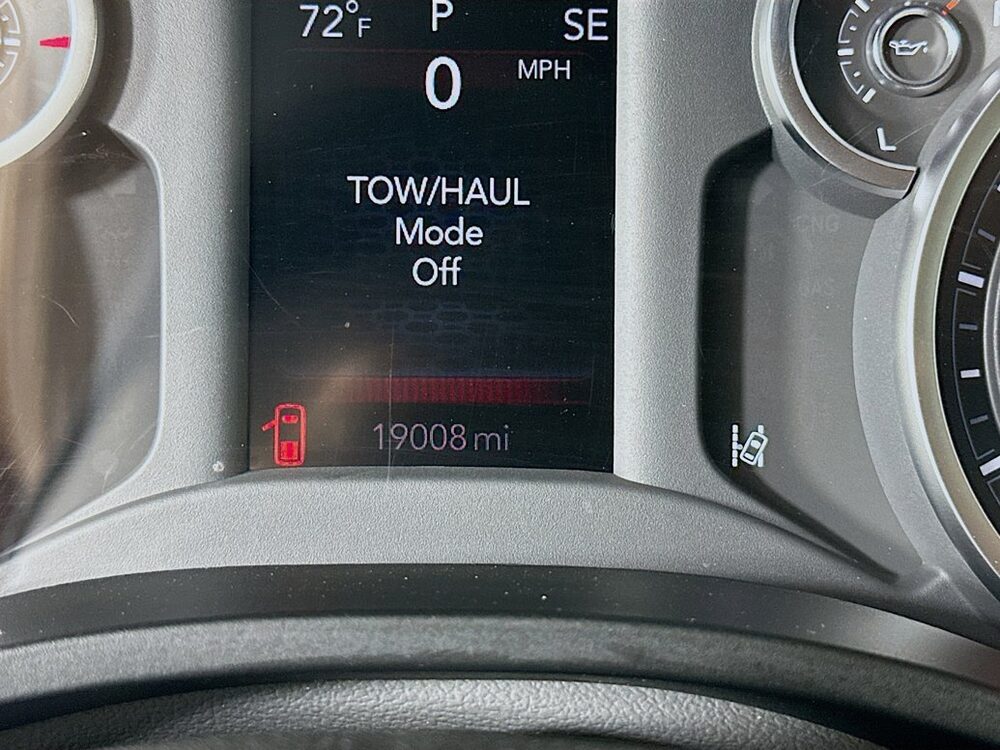 72°F P SE
0 MPH
TOW/HAUL
Mode
Off
19008 mi
L